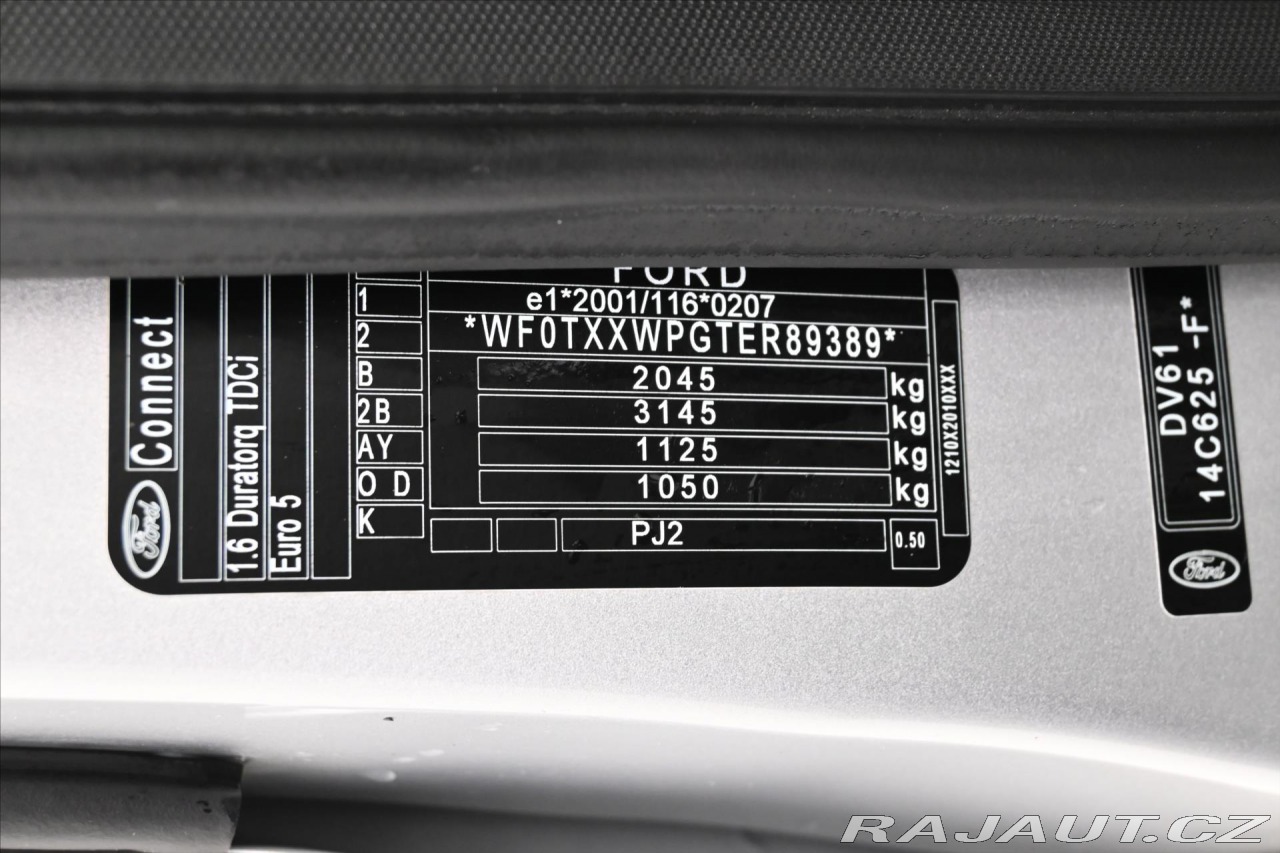 FORD
1 e1*2001/116*0207
2 *WF0TXXWPGTER89389*
B 2045 kg
2B 3145 kg
AY 1125 kg
O D 1050 kg
K PJ2 0.50
Ford Connect
1.6 Duratorq TDCi
Euro 5
1210X2010XXX
DV61
14C625 -F*
Ford
RAJAUT.CZ